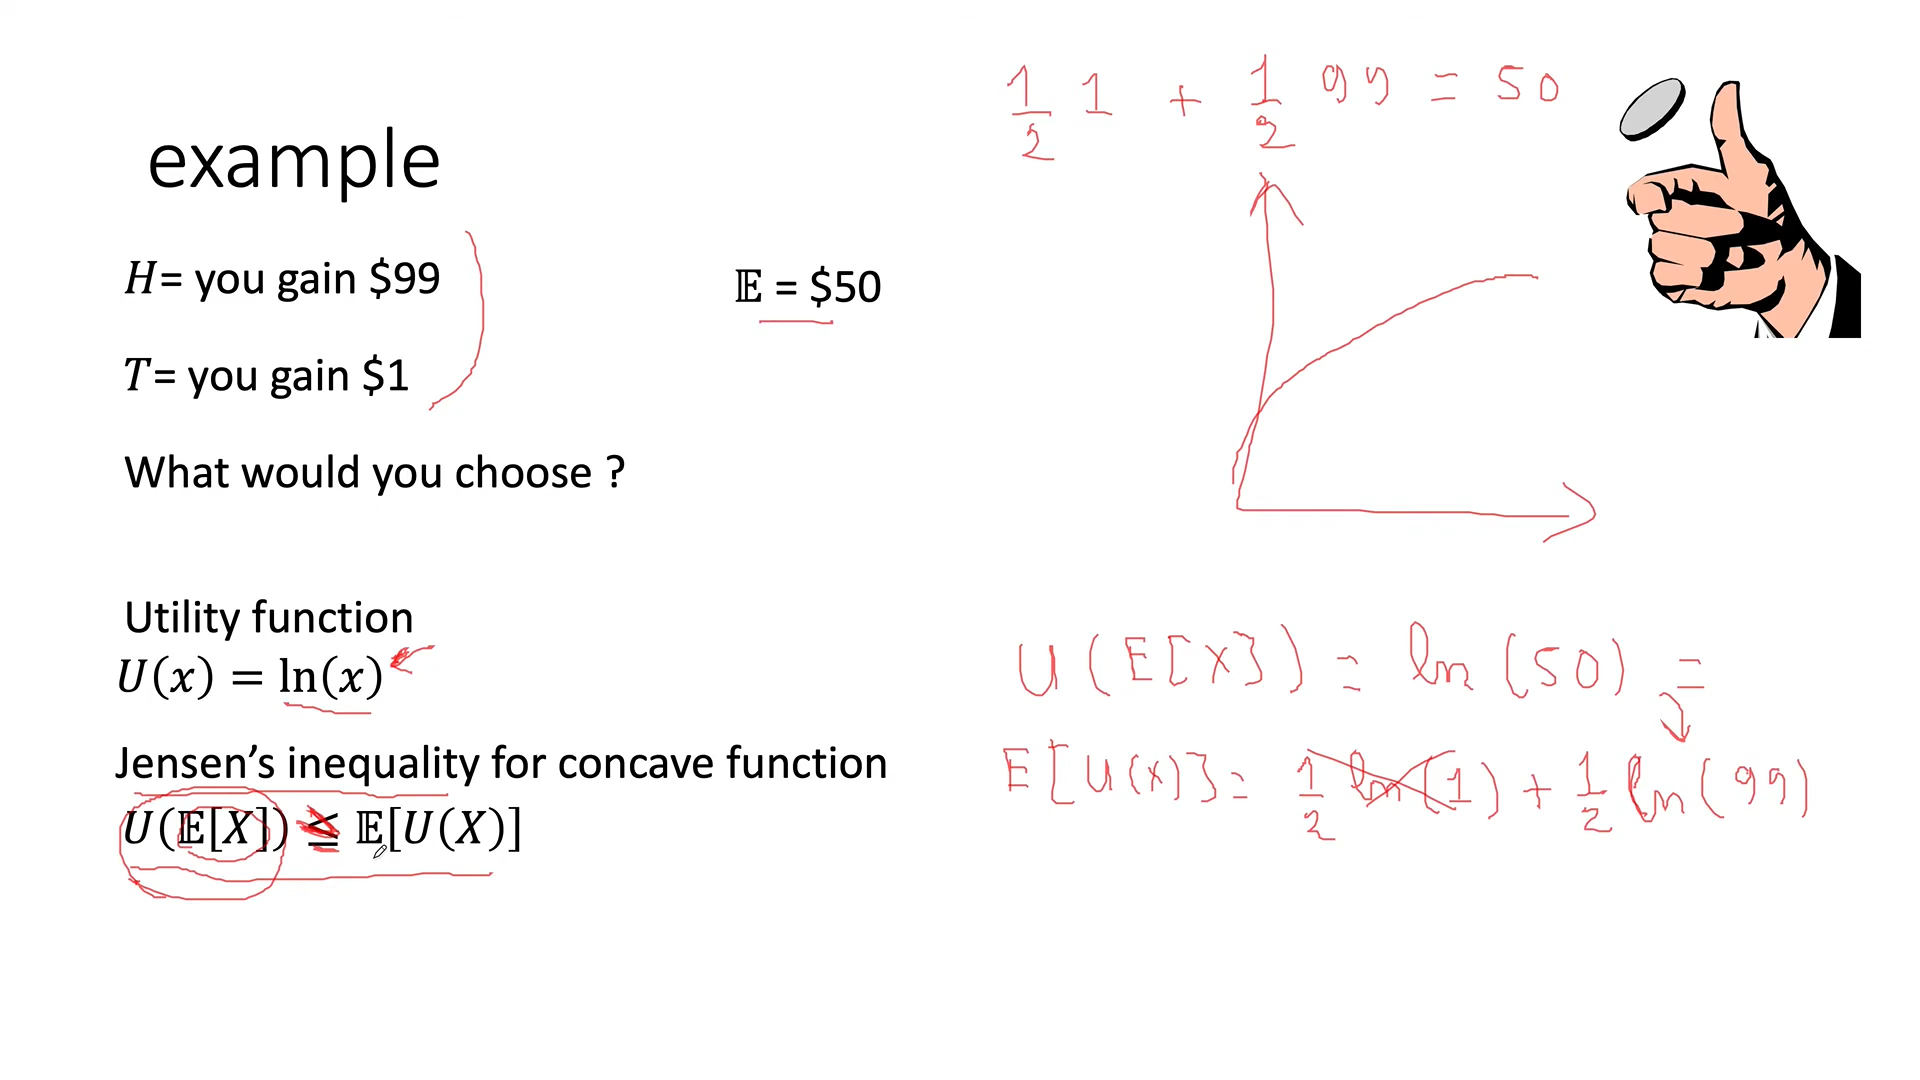 example
H= you gain $99
T= you gain $1
What would you choose ?
𝔼 = $50
Utility function
U(x) = ln(x)
Jensen’s inequality for concave function
U(𝔼[X]) ≤ 𝔼[U(X)]
1/2 1 + 1/2 99 = 50
U(E[X]) = ln(50) =
E[U(X)] = 1/2 ln(1) + 1/2 ln(99)